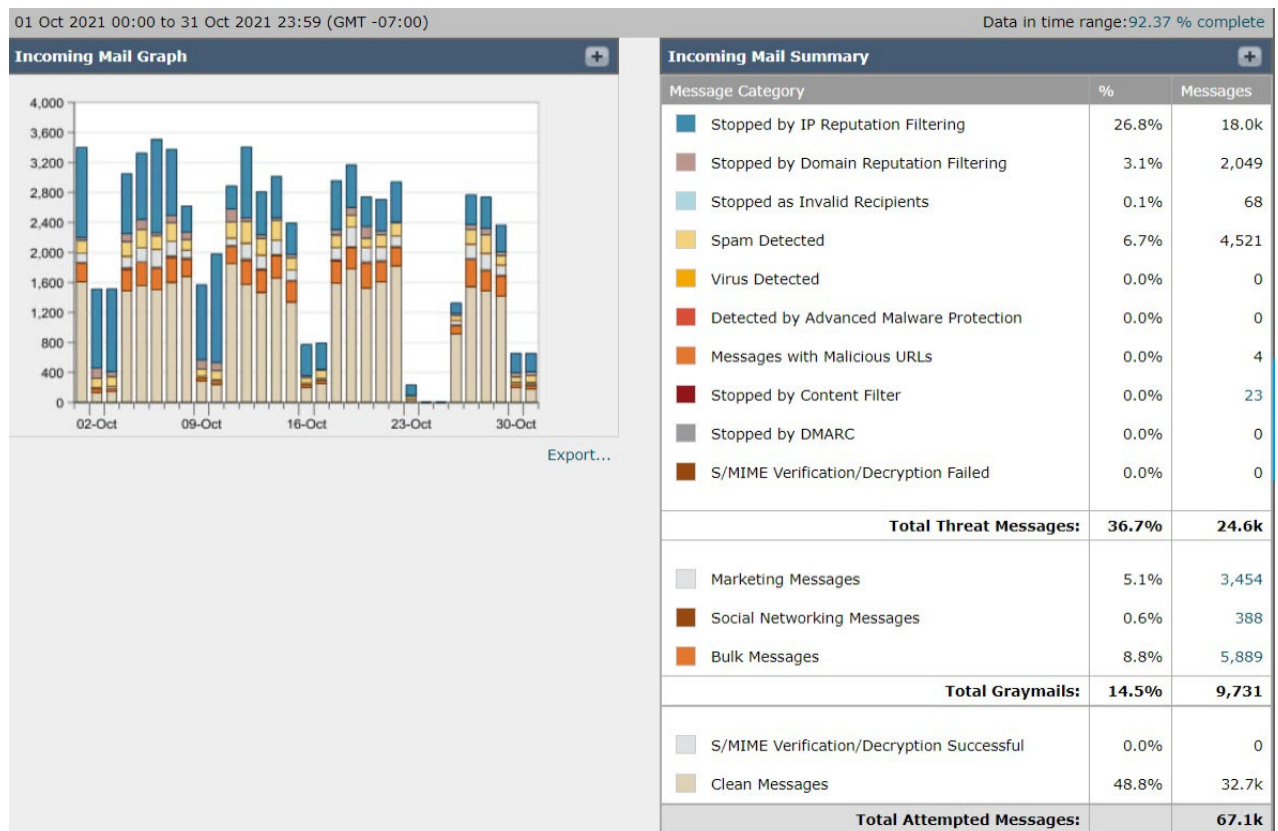 01 Oct 2021 00:00 to 31 Oct 2021 23:59 (GMT -07:00)
Data in time range:92.37 % complete
Incoming Mail Graph
4,000
3,600
3,200
2,800
2,400
2,000
1,600
1,200
800
400
0
02-Oct 09-Oct 16-Oct 23-Oct 30-Oct
Export...
Incoming Mail Summary
Message Category % Messages
Stopped by IP Reputation Filtering 26.8% 18.0k
Stopped by Domain Reputation Filtering 3.1% 2,049
Stopped as Invalid Recipients 0.1% 68
Spam Detected 6.7% 4,521
Virus Detected 0.0% 0
Detected by Advanced Malware Protection 0.0% 0
Messages with Malicious URLs 0.0% 4
Stopped by Content Filter 0.0% 23
Stopped by DMARC 0.0% 0
S/MIME Verification/Decryption Failed 0.0% 0
Total Threat Messages: 36.7% 24.6k
Marketing Messages 5.1% 3,454
Social Networking Messages 0.6% 388
Bulk Messages 8.8% 5,889
Total Graymails: 14.5% 9,731
S/MIME Verification/Decryption Successful 0.0% 0
Clean Messages 48.8% 32.7k
Total Attempted Messages: 67.1k